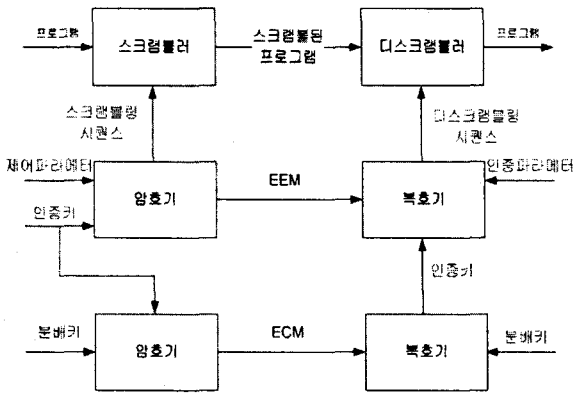 프로그램
스크램블러
스크램블된
프로그램
디스크램블러
프로그램
스크램블링
시퀀스
디스크램블링
시퀀스
제어파라메터
암호기
EEM
복호기
인증파라메터
인증키
인증키
분배키
암호기
ECM
복호기
분배키